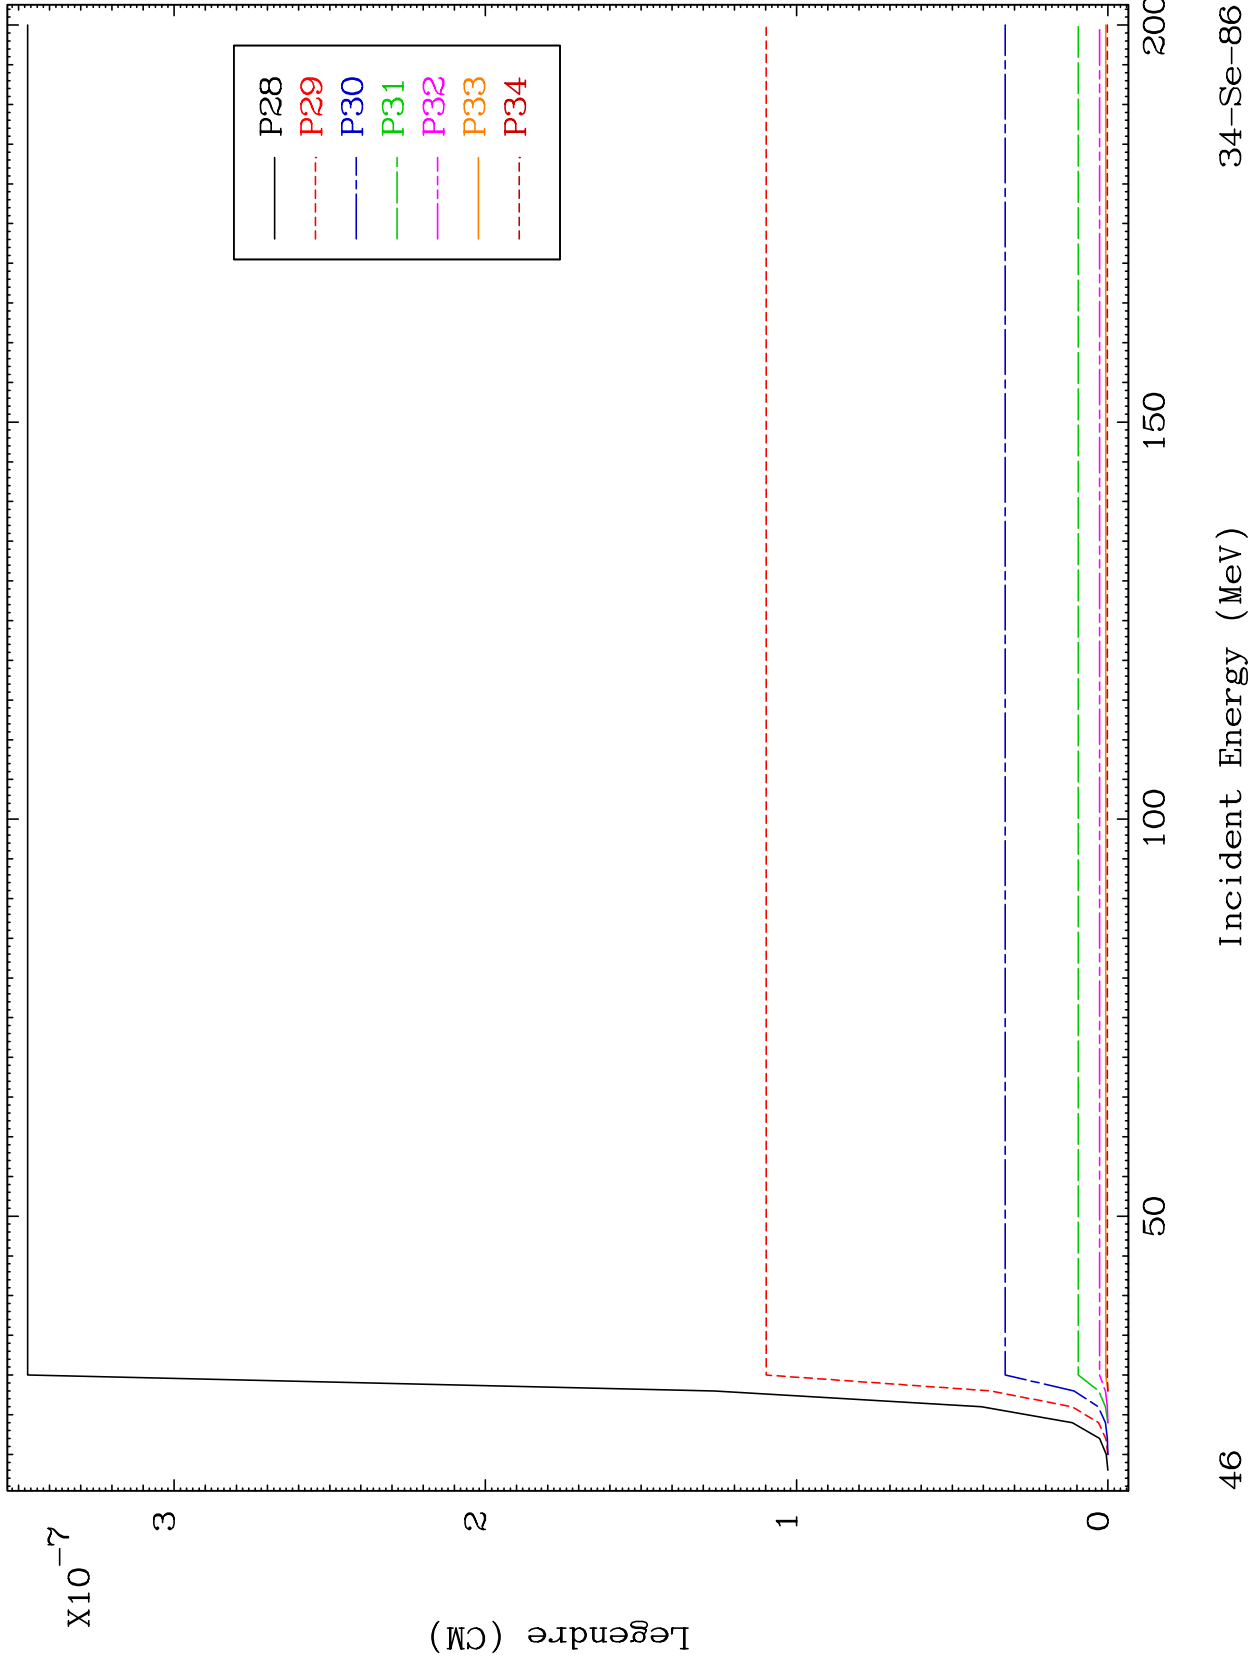 X10-7
3
2
1
0
Legendre (CM)
P28
P29
P30
P31
P32
P33
P34
50
100
150
200
46
Incident Energy (MeV)
34-Se-86